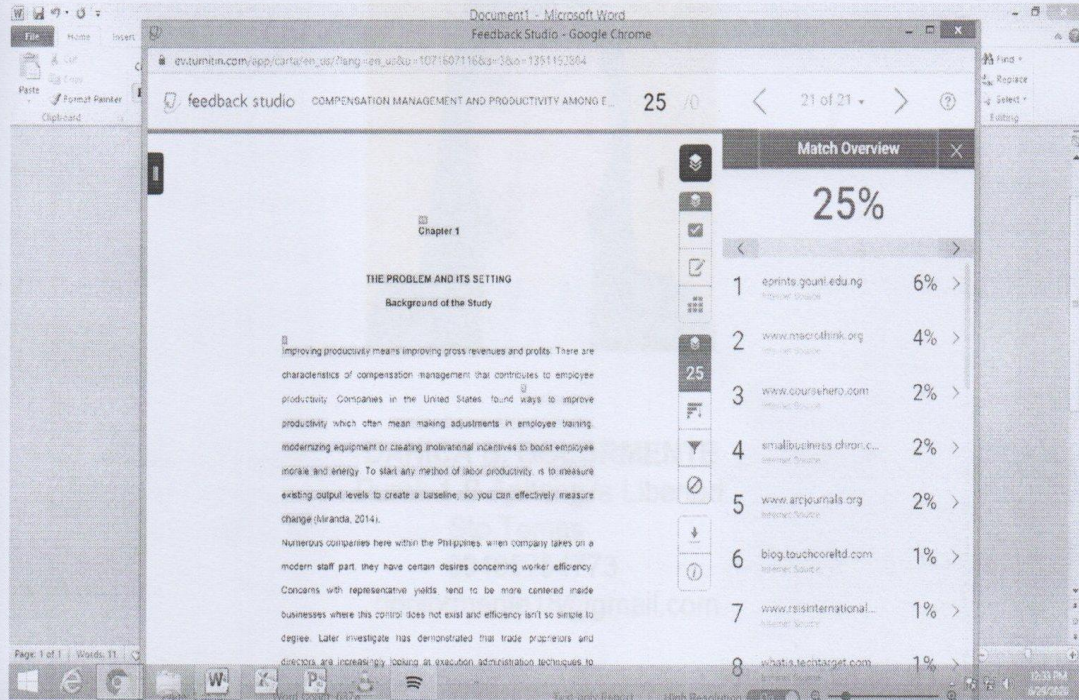 Document1 - Microsoft Word
File Home Insert
Cut
Copy
Paste
Format Painter
Clipboard
Find
Replace
Select
Editing
Feedback Studio - Google Chrome
feedback studio COMPENSATION MANAGEMENT AND PRODUCTIVITY AMONG E... 25 /0 21 of 21
Match Overview
25%
1 eprints.gouni.edu.ng 6%
Internet Source
2 www.macrothink.org 4%
Internet Source
3 www.coursehero.com 2%
Internet Source
4 smallbusiness.chron.c... 2%
Internet Source
5 www.arcjournals.org 2%
Internet Source
6 blog.touchcoreltd.com 1%
Internet Source
7 www.rsisinternational... 1%
Internet Source
8 whatis.techtarget.com 1%
25
Chapter 1
THE PROBLEM AND ITS SETTING
Background of the Study
Improving productivity means improving gross revenues and profits. There are
characteristics of compensation management that contributes to employee
productivity. Companies in the United States found ways to improve
productivity which often mean making adjustments in employee training,
modernizing equipment or creating motivational incentives to boost employee
morale and energy. To start any method of labor productivity, is to measure
existing output levels to create a baseline, so you can effectively measure
change (Miranda, 2014).
Numerous companies here within the Philippines, when company takes on a
modern staff part, they have certain desires concerning worker efficiency.
Concerns with representative yields tend to be more centered inside
businesses where this control does not exist and efficiency isn't so simple to
degree. Later investigate has demonstrated that trade proprietors and
directors are increasingly looking at execution administration techniques to
Page: 1 of 1 Words: 11
Text-only Report High Resolution
12:33 PM